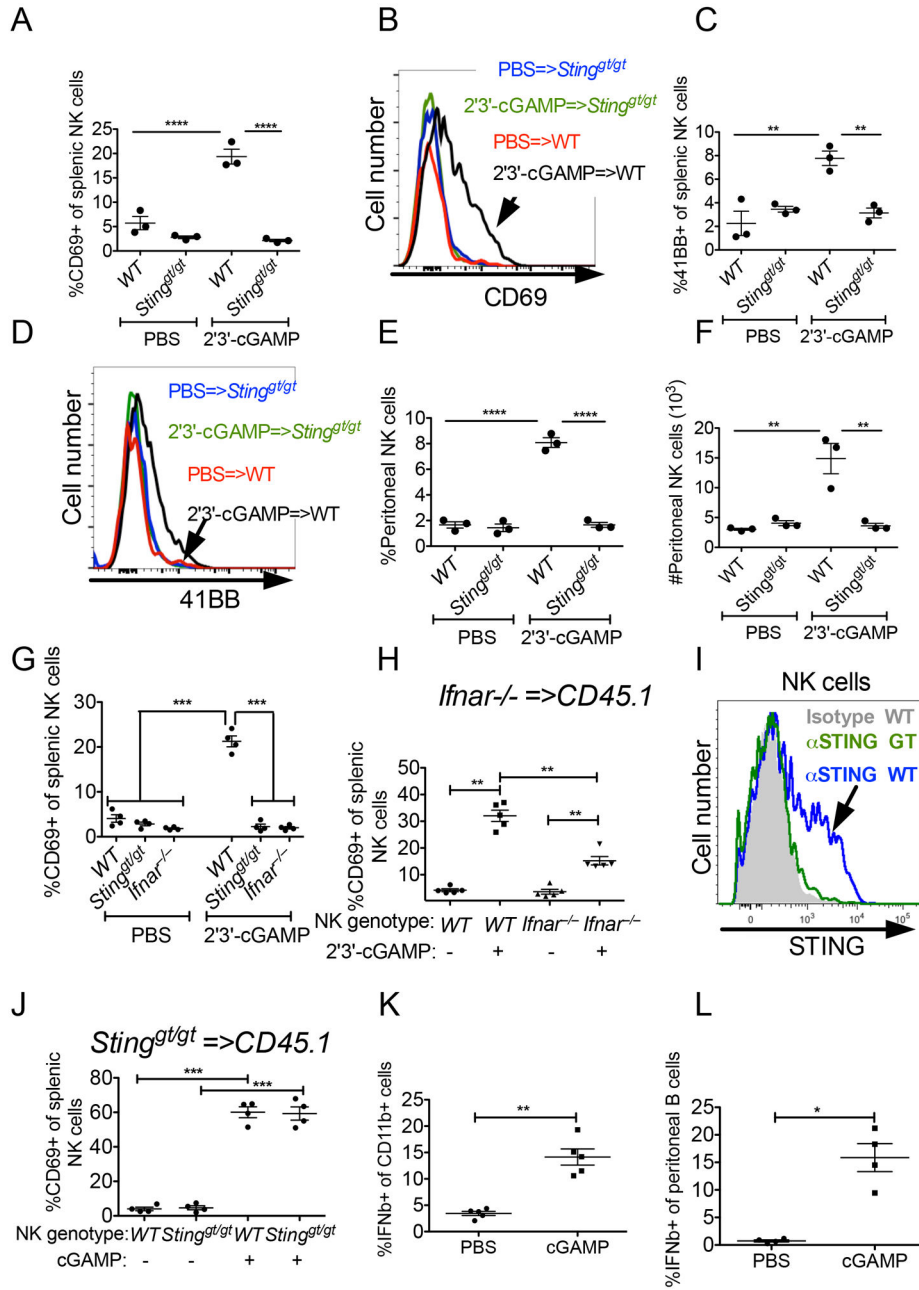 A
%CD69+ of splenic NK cells
25
20
15
10
5
0
**** ****
WT
Sting^gt/gt
WT
Sting^gt/gt
PBS 2'3'-cGAMP
B
Cell number
PBS=>Sting^gt/gt
2'3'-cGAMP=>Sting^gt/gt
PBS=>WT
2'3'-cGAMP=>WT
CD69
C
%41BB+ of splenic NK cells
10
8
6
4
2
0
** **
WT
Sting^gt/gt
WT
Sting^gt/gt
PBS 2'3'-cGAMP
D
Cell number
PBS=>Sting^gt/gt
2'3'-cGAMP=>Sting^gt/gt
PBS=>WT
2'3'-cGAMP=>WT
41BB
E
%Peritoneal NK cells
10
8
6
4
2
0
**** ****
WT
Sting^gt/gt
WT
Sting^gt/gt
PBS 2'3'-cGAMP
F
#Peritoneal NK cells (10^3)
20
15
10
5
0
** **
WT
Sting^gt/gt
WT
Sting^gt/gt
PBS 2'3'-cGAMP
G
%CD69+ of splenic NK cells
30
20
10
0
*** ***
WT
Sting^gt/gt
Ifnar^-/-
WT
Sting^gt/gt
Ifnar^-/-
PBS 2'3'-cGAMP
H
Ifnar-/- =>CD45.1
%CD69+ of splenic
NK cells
40
30
20
10
0
** ** **
NK genotype: WT WT Ifnar^-/- Ifnar^-/-
2'3'-cGAMP: - + - +
I
NK cells
Isotype WT
αSTING GT
αSTING WT
Cell number
0 10^3 10^4 10^5
STING
J
Sting^gt/gt =>CD45.1
%CD69+ of splenic
NK cells
80
60
40
20
0
*** ***
NK genotype: WT Sting^gt/gt WT Sting^gt/gt
cGAMP: - - + +
K
%IFNb+ of CD11b+ cells
25
20
15
10
5
0
**
PBS cGAMP
L
%IFNb+ of peritoneal B cells
25
20
15
10
5
0
*
PBS cGAMP